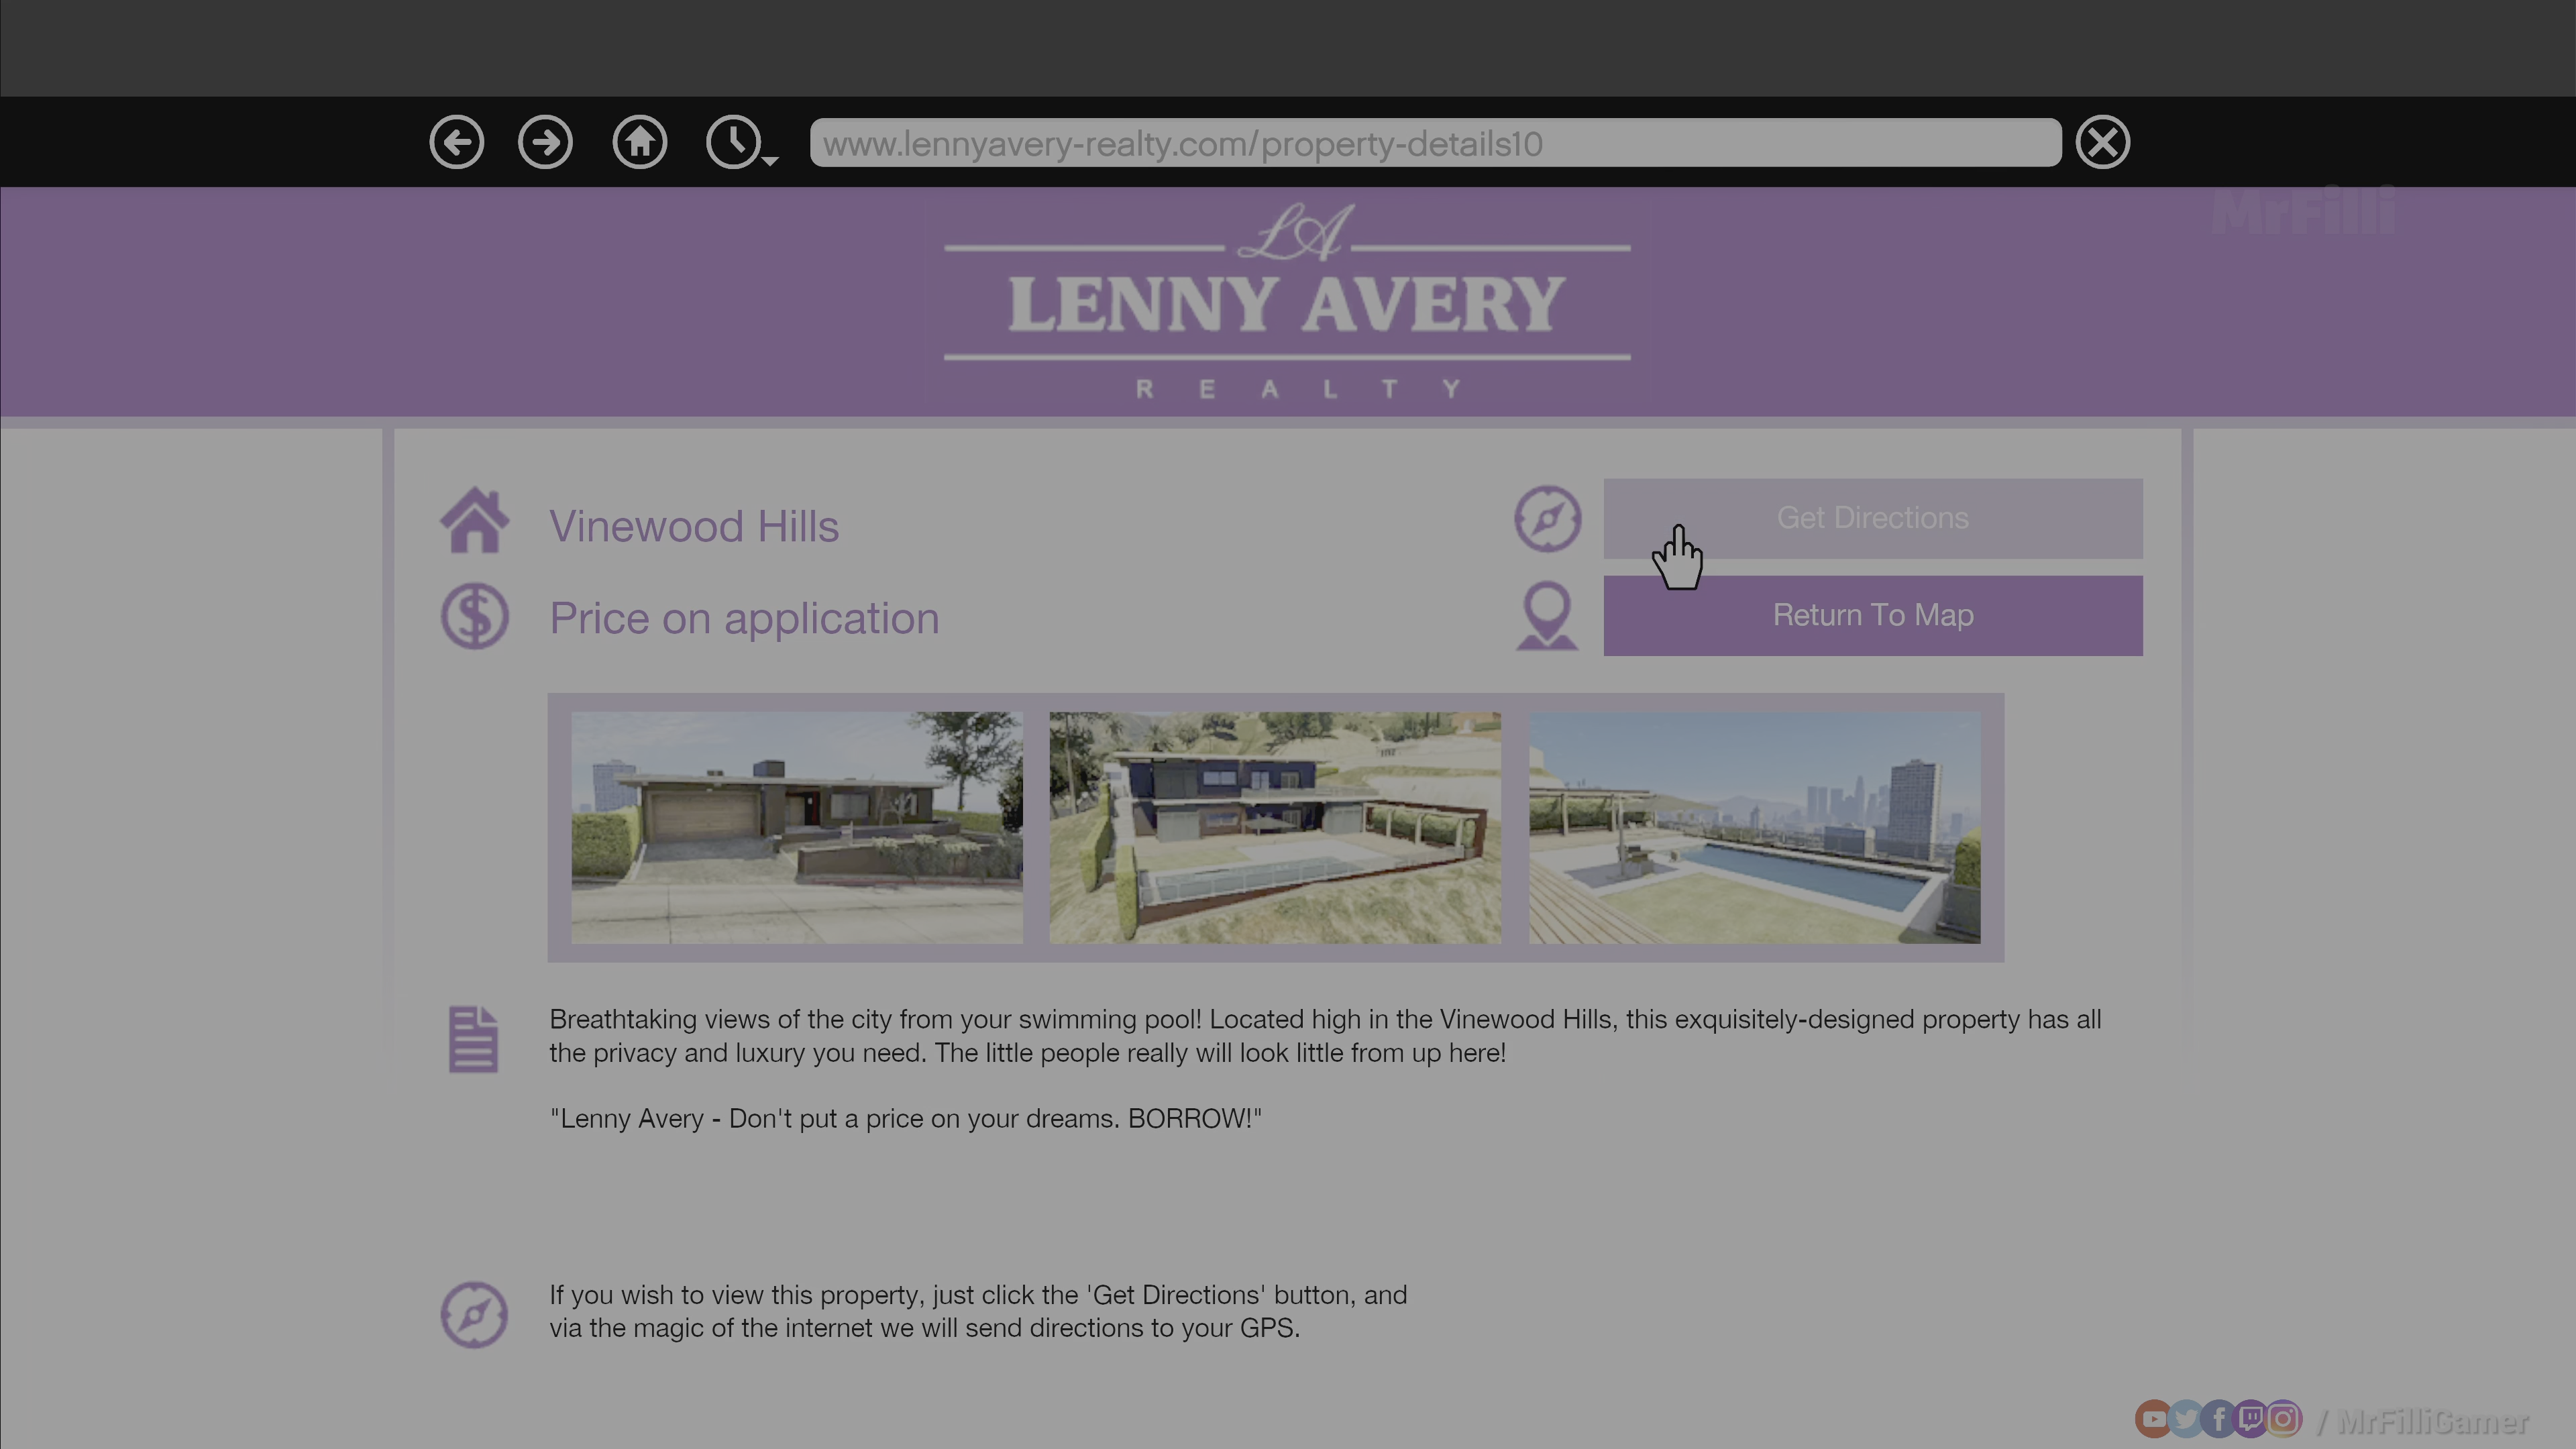 www.lennyavery-realty.com/property-details10
MrFilli
LA
LENNY AVERY
REALTY
Vinewood Hills
Get Directions
Price on application
Return To Map
Breathtaking views of the city from your swimming pool! Located high in the Vinewood Hills, this exquisitely-designed property has all
the privacy and luxury you need. The little people really will look little from up here!
"Lenny Avery - Don't put a price on your dreams. BORROW!"
If you wish to view this property, just click the 'Get Directions' button, and
via the magic of the internet we will send directions to your GPS.
/ MrFilliGamer